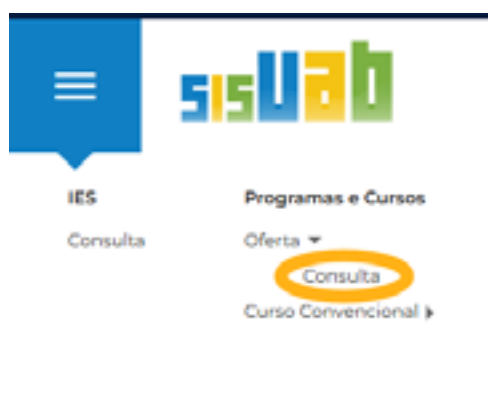 sisUab
IES
Consulta
Programas e Cursos
Oferta
Consulta
Curso Convencional